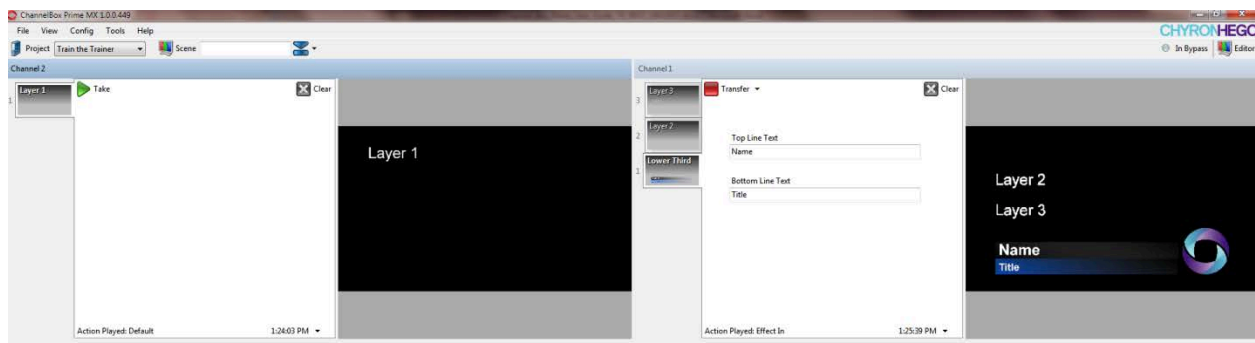 ChannelBox Prime MX 1.0.0.449
File View Config Tools Help
CHYRONHEGO
Project Train the Trainer Scene
In Bypass Editor
Channel 2
Channel 1
1 Layer 1
Take
Clear
Layer 1
Action Played: Default 1:24:03 PM
3 Layer 3
2 Layer 2
1 Lower Third
Transfer
Clear
Top Line Text
Name
Bottom Line Text
Title
Action Played: Effect In 1:25:39 PM
Layer 2
Layer 3
Name
Title